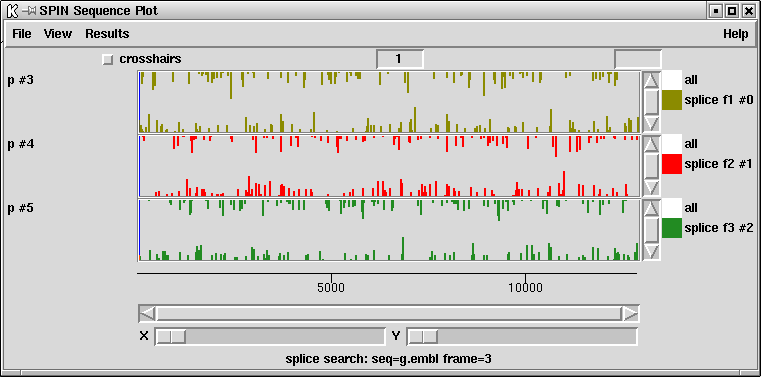 SPIN Sequence Plot
File View Results Help
crosshairs 1
p #3 all
splice f1 #0
p #4 all
splice f2 #1
p #5 all
splice f3 #2
5000 10000
X Y
splice search: seq=g.embl frame=3